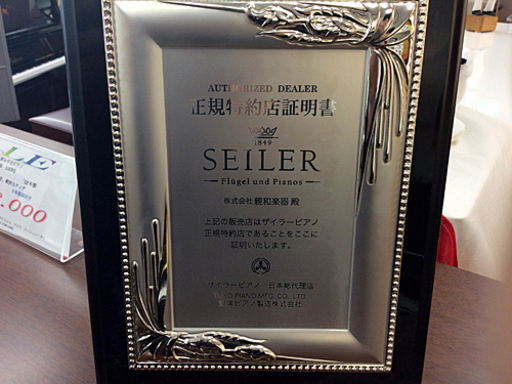 AUTHORIZED DEALER
正規特約店証明書
1849
SEILER
Flügel und Pianos
株式会社 親和楽器 殿
上記の販売店はザイラーピアノ
正規特約店であることをここに
証明いたします。
ザイラーピアノ 日本総代理店
TOYO PIANO MFG. CO., LTD.
東洋ピアノ製造株式会社
LE
2.000